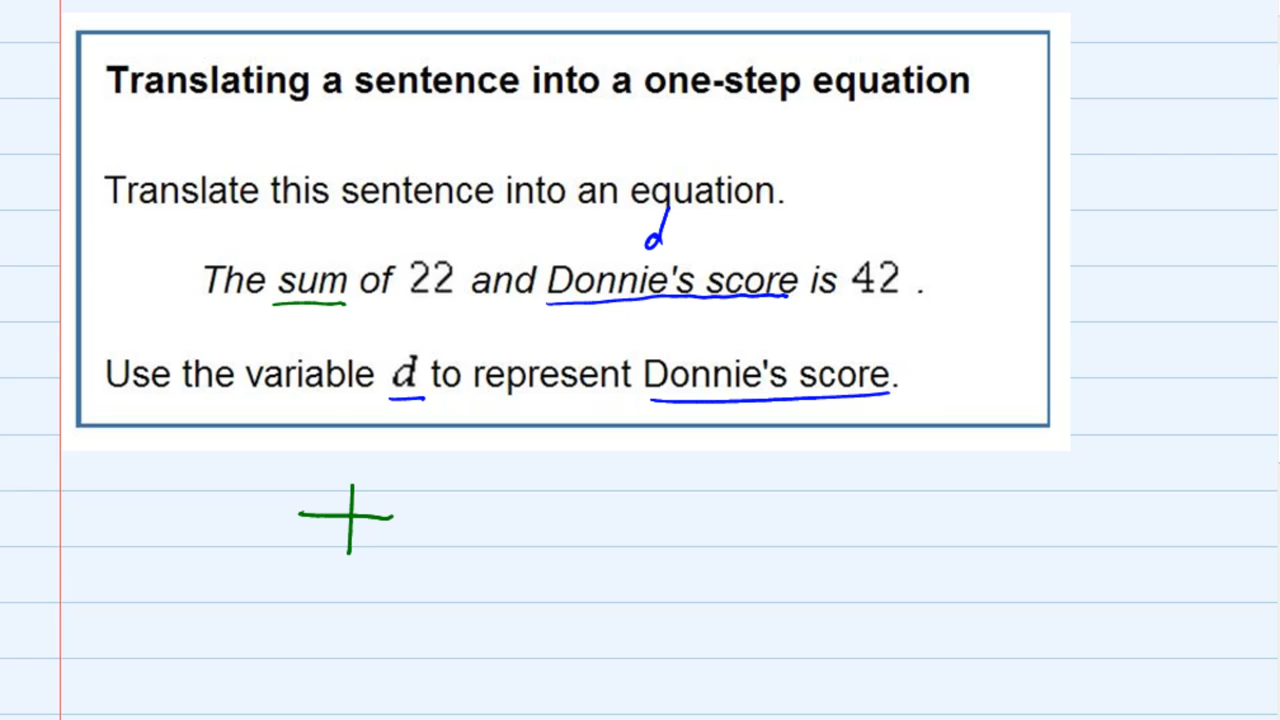 Translating a sentence into a one-step equation
Translate this sentence into an equation.
d
The sum of 22 and Donnie's score is 42 .
Use the variable d to represent Donnie's score.
+